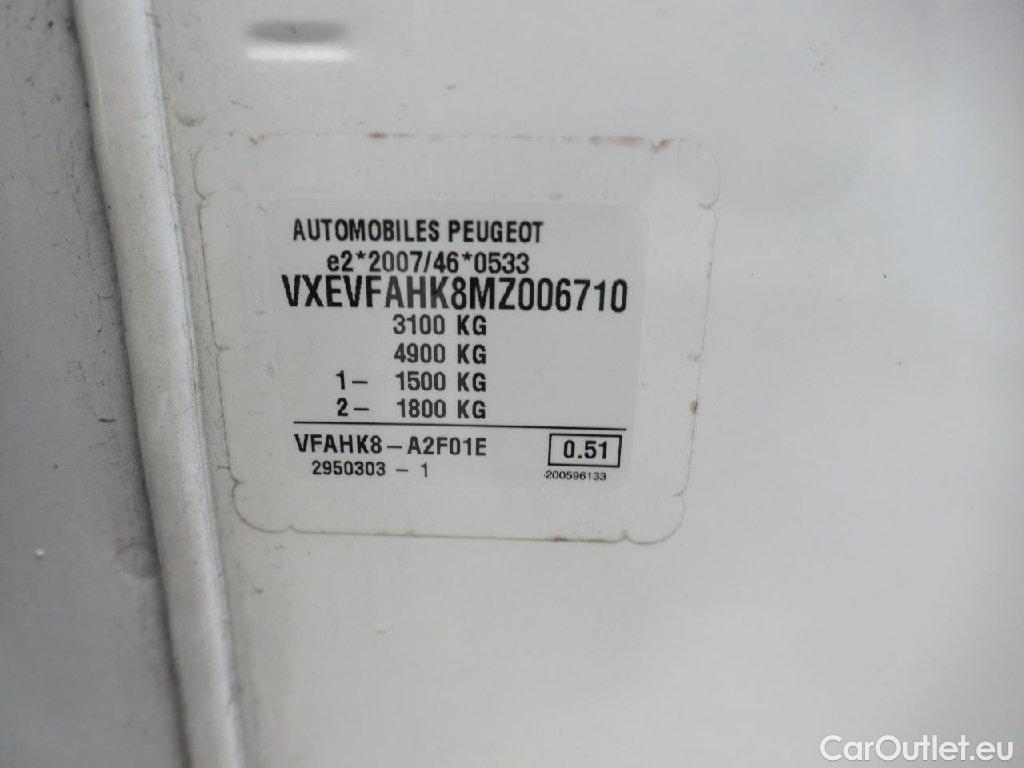 AUTOMOBILES PEUGEOT
e2*2007/46*0533
VXEVFAHK8MZ006710
3100 KG
4900 KG
1- 1500 KG
2- 1800 KG
VFAHK8-A2F01E 0.51
2950303-1 200596133
CarOutlet.eu